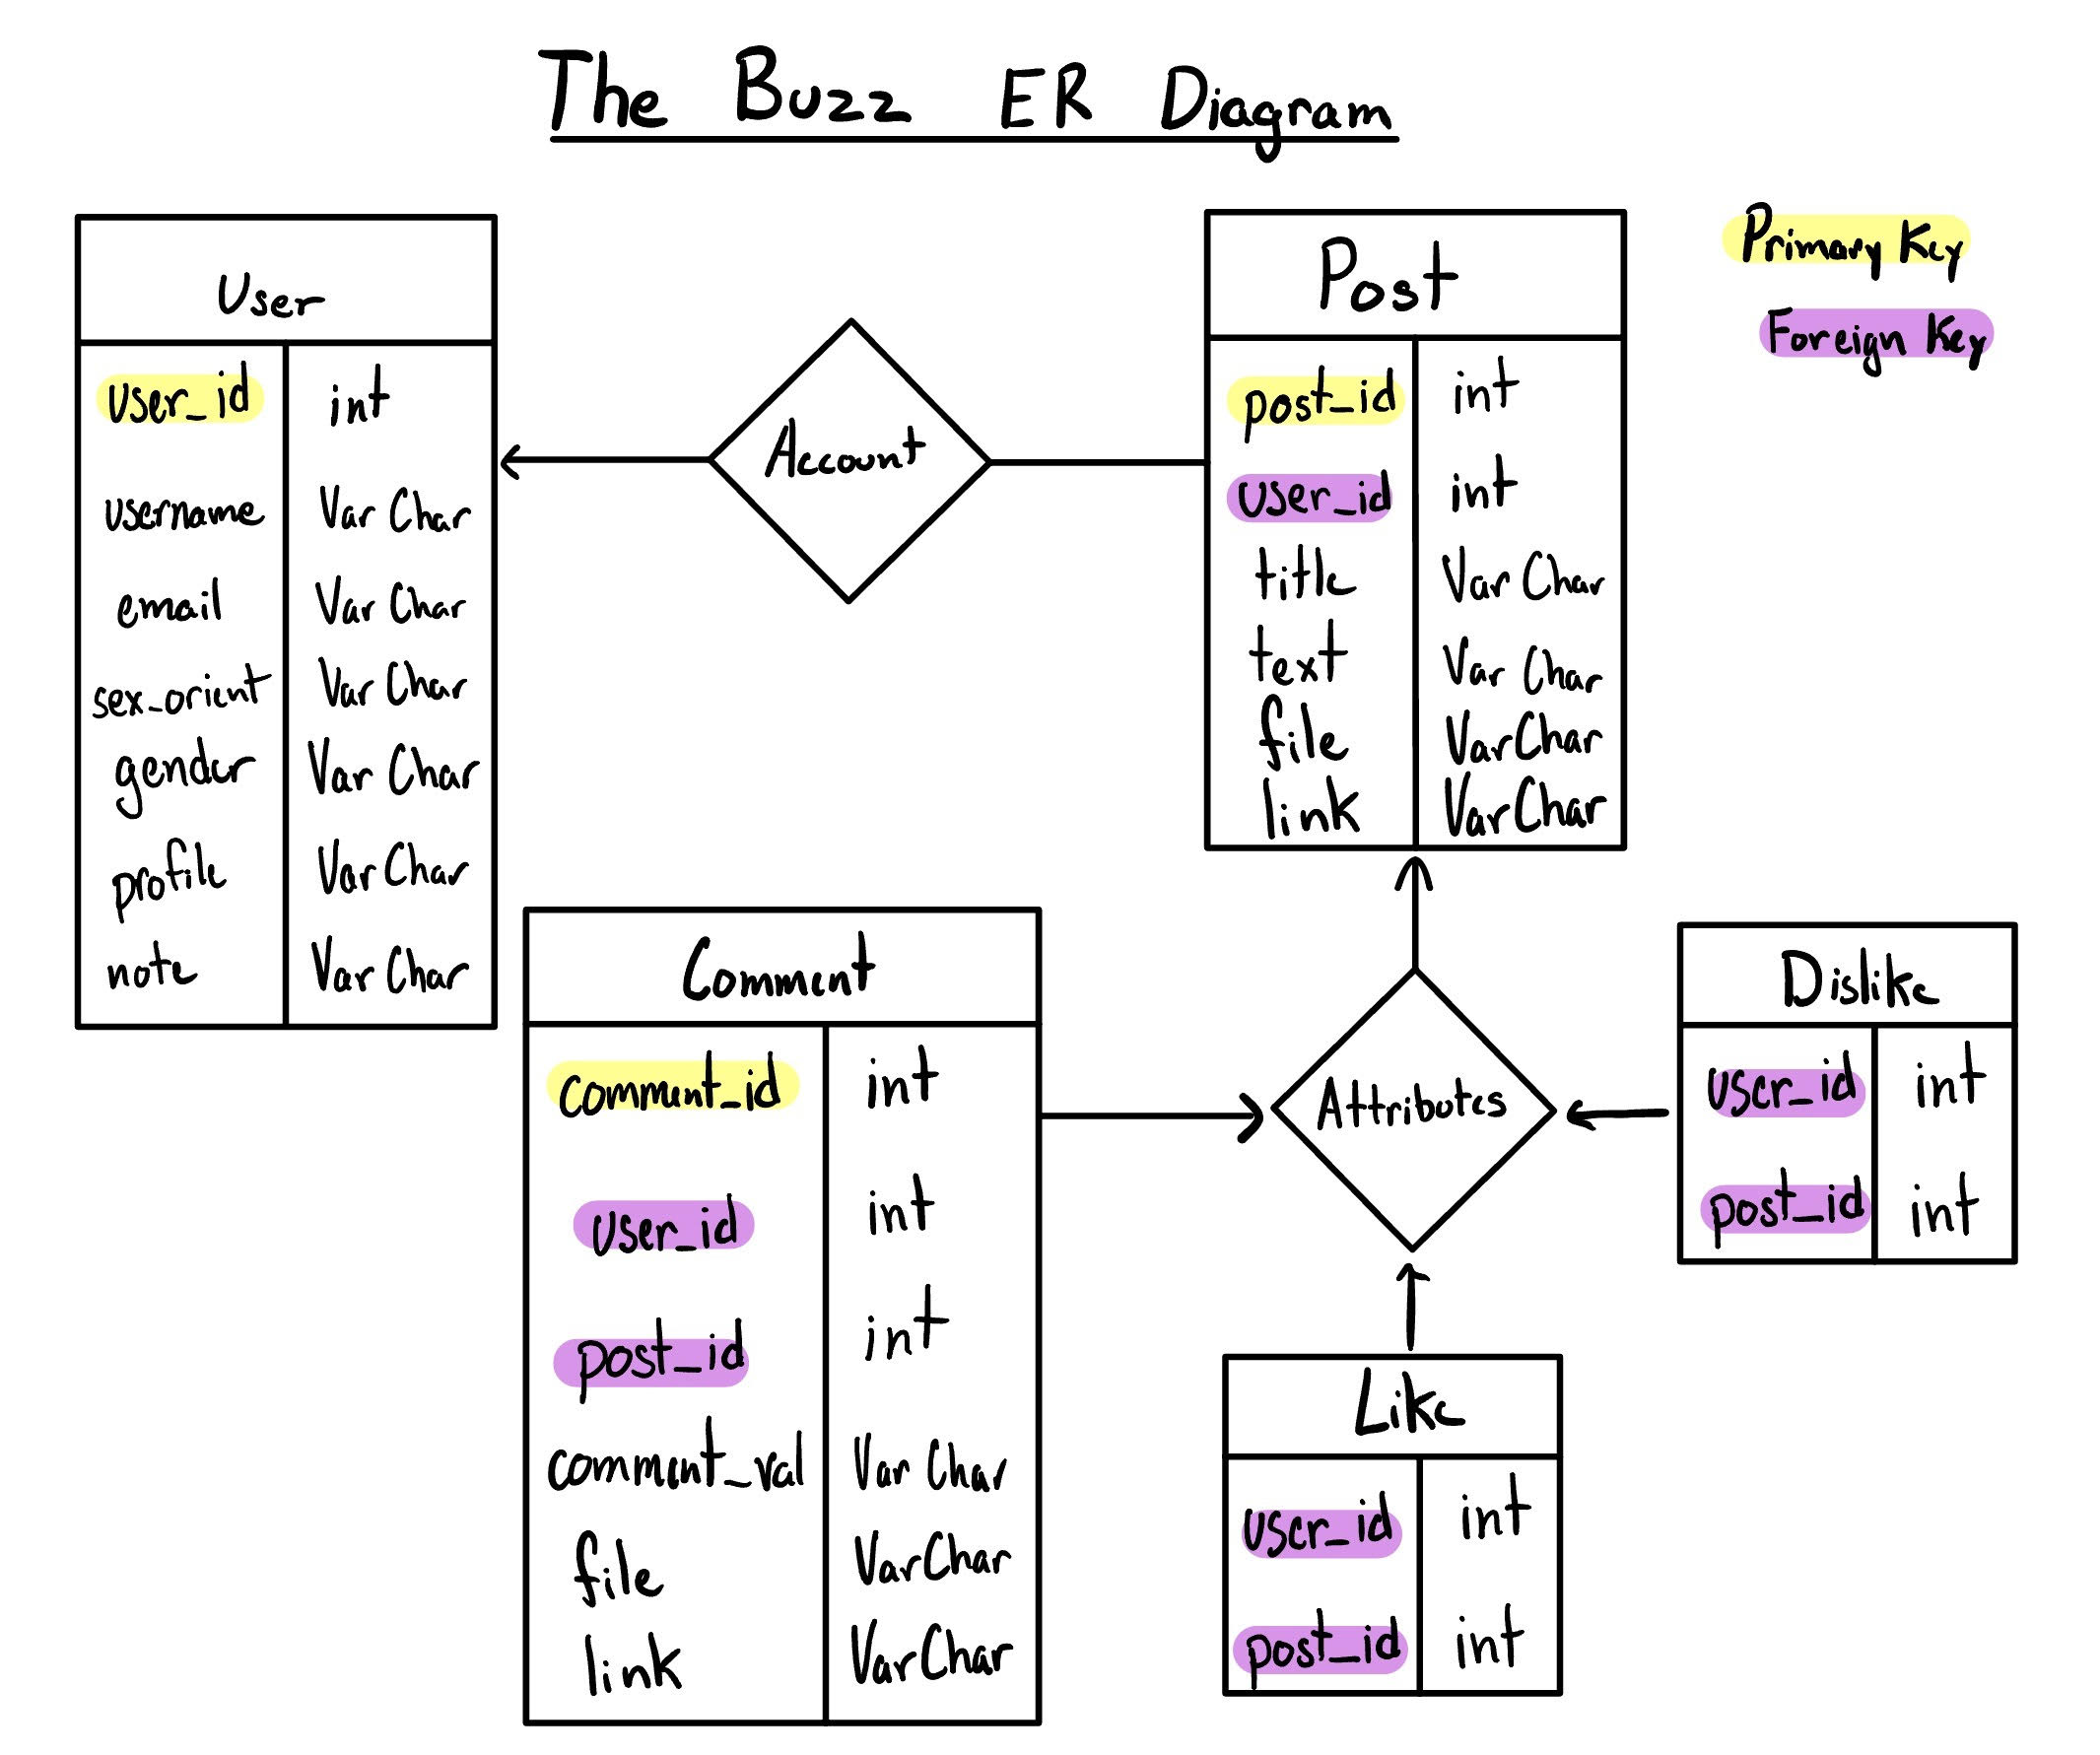 The Buzz ER Diagram
Primary Key
Foreign Key
User
user_id int
username Var Char
email Var Char
sex_orient Var Char
gender Var Char
profile Var Char
note Var Char
Account
Post
post_id int
user_id int
title Var Char
text Var Char
file VarChar
link VarChar
Comment
comment_id int
user_id int
post_id int
comment_val Var Char
file VarChar
link VarChar
Attributes
Dislike
user_id int
post_id int
Like
user_id int
post_id int